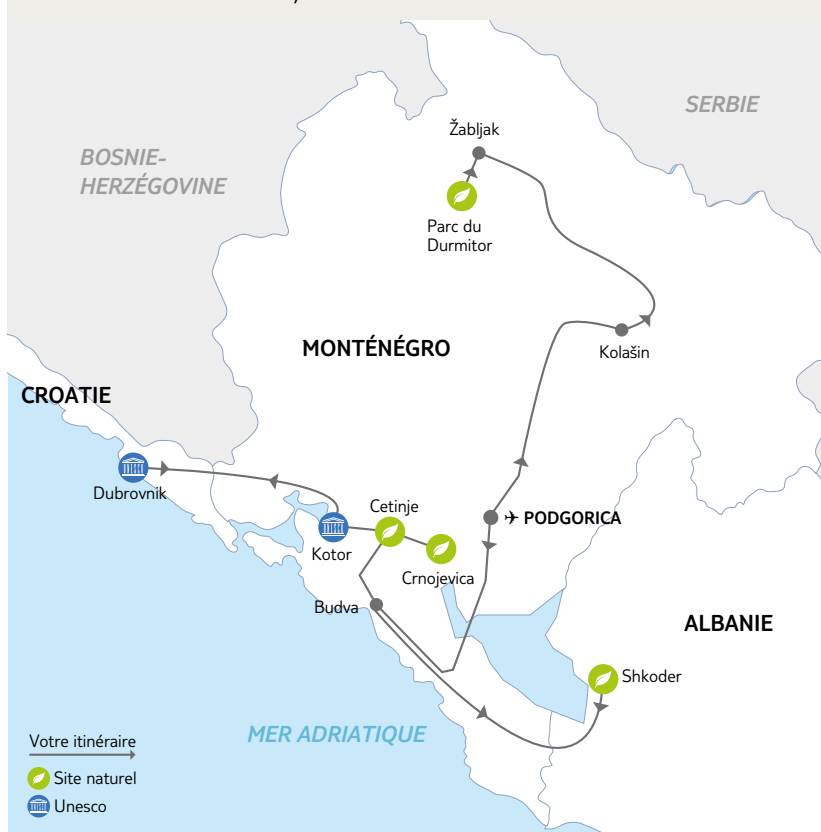 SERBIE
Žabljak
BOSNIE-
HERZÉGOVINE
Parc du
Durmitor
MONTÉNÉGRO
Kolašin
CROATIE
Dubrovnik
Cetinje
PODGORICA
Kotor
Crnojevica
Budva
ALBANIE
Shkoder
MER ADRIATIQUE
Votre itinéraire
Site naturel
Unesco